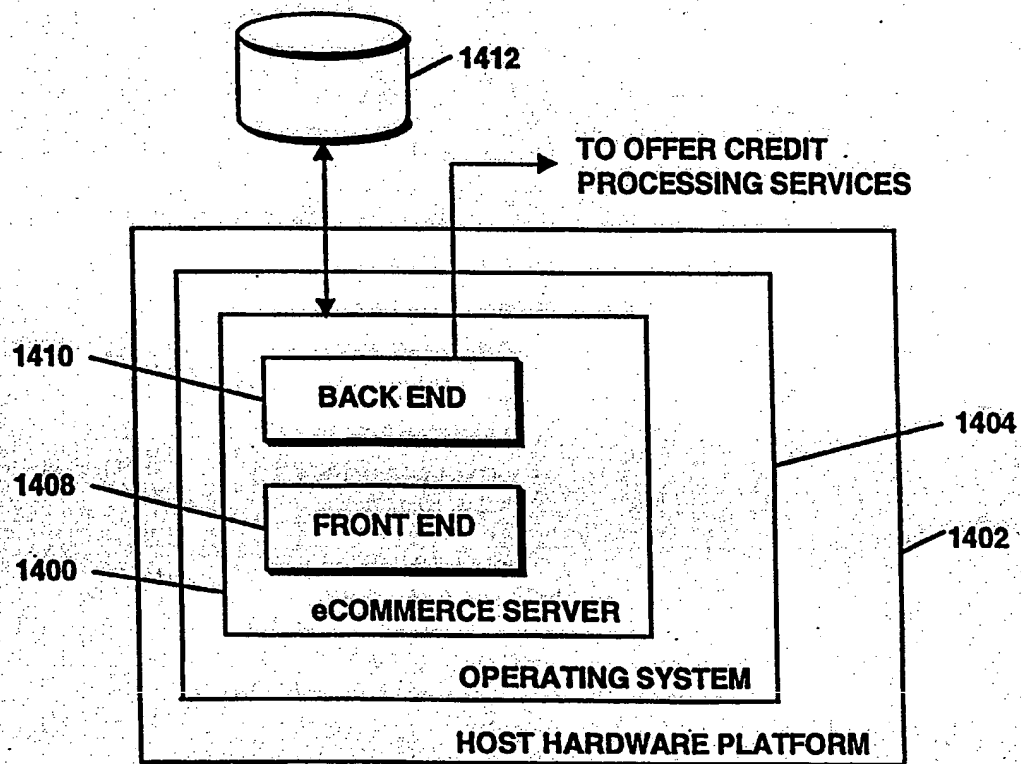 1412
TO OFFER CREDIT
PROCESSING SERVICES
1410
BACK END
1404
1408
FRONT END
1402
1400
eCOMMERCE SERVER
OPERATING SYSTEM
HOST HARDWARE PLATFORM